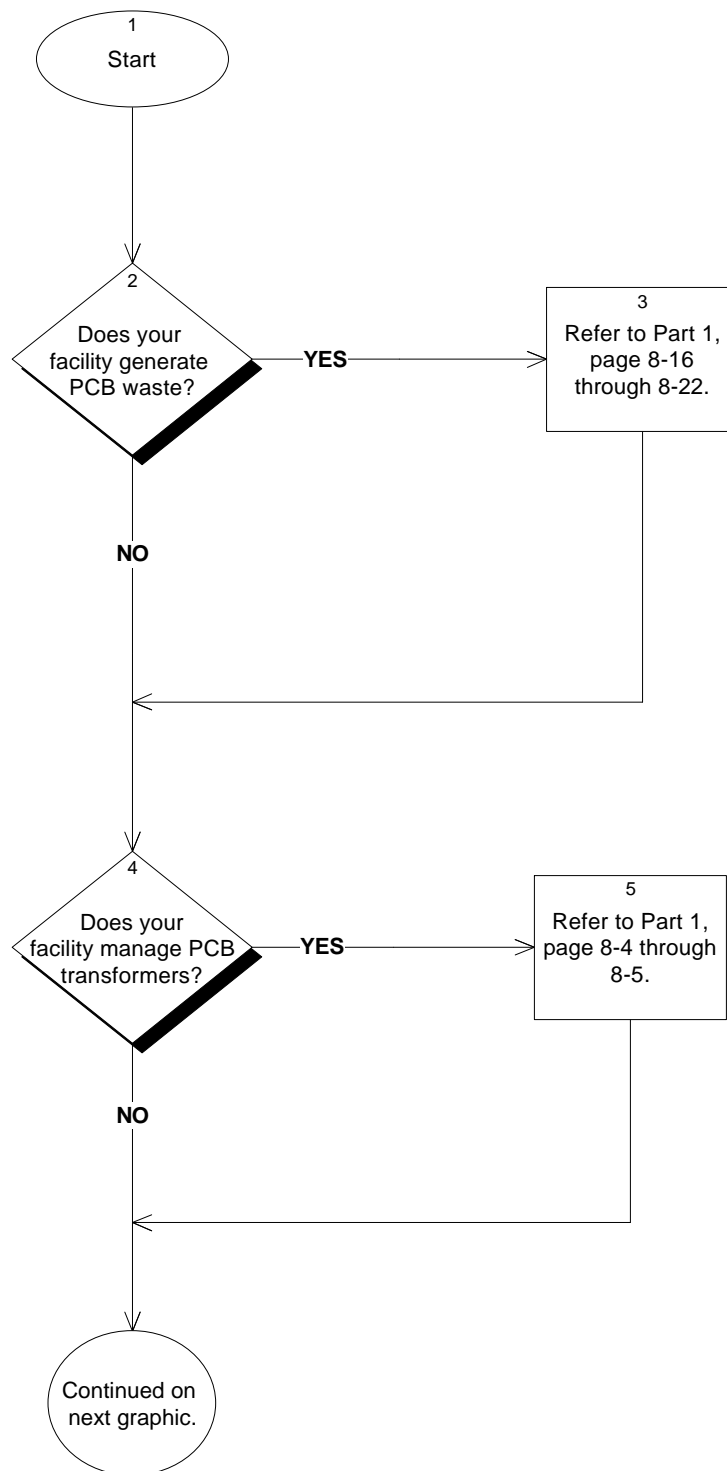 1
Start
2
Does your
facility generate
PCB waste?
YES
3
Refer to Part 1,
page 8-16
through 8-22.
NO
4
Does your
facility manage PCB
transformers?
YES
5
Refer to Part 1,
page 8-4 through
8-5.
NO
Continued on
next graphic.